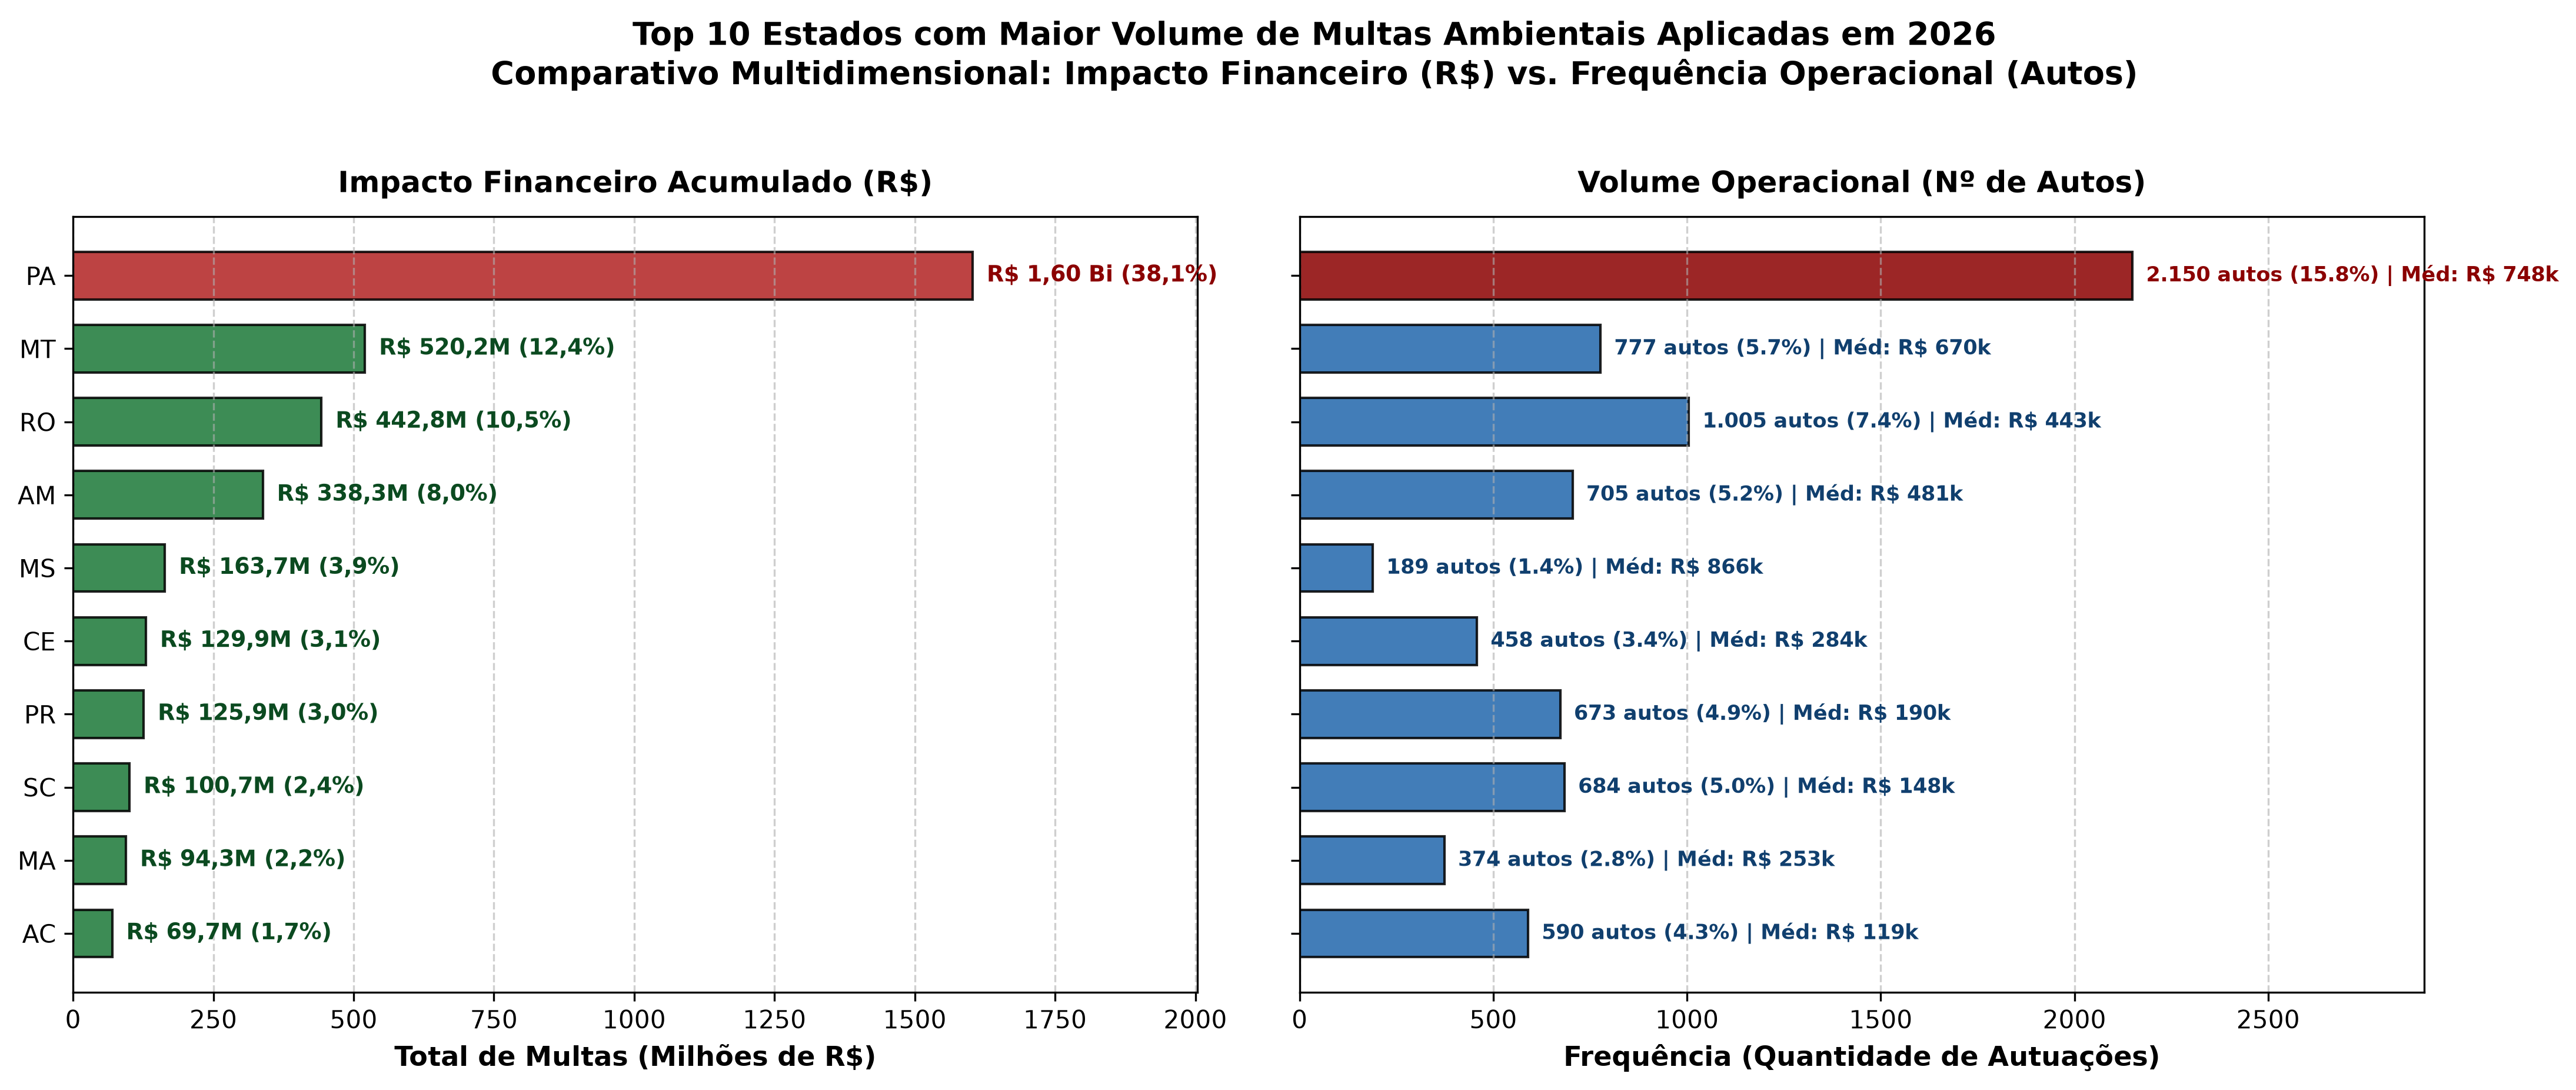 Top 10 Estados com Maior Volume de Multas Ambientais Aplicadas em 2026
Comparativo Multidimensional: Impacto Financeiro (R$) vs. Frequência Operacional (Autos)
Impacto Financeiro Acumulado (R$)
PA
R$ 1,60 Bi (38,1%)
MT
R$ 520,2M (12,4%)
RO
R$ 442,8M (10,5%)
AM
R$ 338,3M (8,0%)
MS
R$ 163,7M (3,9%)
CE
R$ 129,9M (3,1%)
PR
R$ 125,9M (3,0%)
SC
R$ 100,7M (2,4%)
MA
R$ 94,3M (2,2%)
AC
R$ 69,7M (1,7%)
0 250 500 750 1000 1250 1500 1750 2000
Total de Multas (Milhões de R$)
Volume Operacional (Nº de Autos)
2.150 autos (15.8%) | Méd: R$ 748k
777 autos (5.7%) | Méd: R$ 670k
1.005 autos (7.4%) | Méd: R$ 443k
705 autos (5.2%) | Méd: R$ 481k
189 autos (1.4%) | Méd: R$ 866k
458 autos (3.4%) | Méd: R$ 284k
673 autos (4.9%) | Méd: R$ 190k
684 autos (5.0%) | Méd: R$ 148k
374 autos (2.8%) | Méd: R$ 253k
590 autos (4.3%) | Méd: R$ 119k
0 500 1000 1500 2000 2500
Frequência (Quantidade de Autuações)